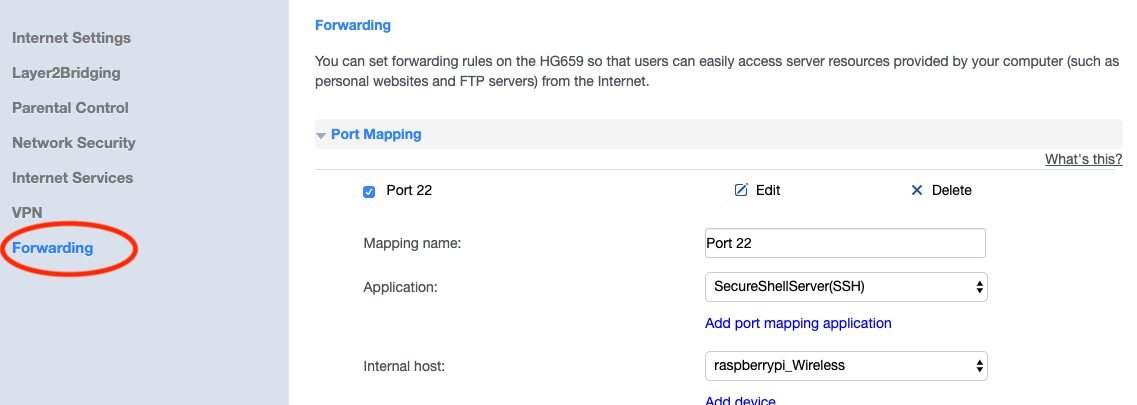 Internet Settings
Layer2Bridging
Parental Control
Network Security
Internet Services
VPN
Forwarding
Forwarding
You can set forwarding rules on the HG659 so that users can easily access server resources provided by your computer (such as
personal websites and FTP servers) from the Internet.
Port Mapping
What's this?
Port 22 Edit Delete
Mapping name: Port 22
Application: SecureShellServer(SSH)
Add port mapping application
Internal host: raspberrypi_Wireless
Add device